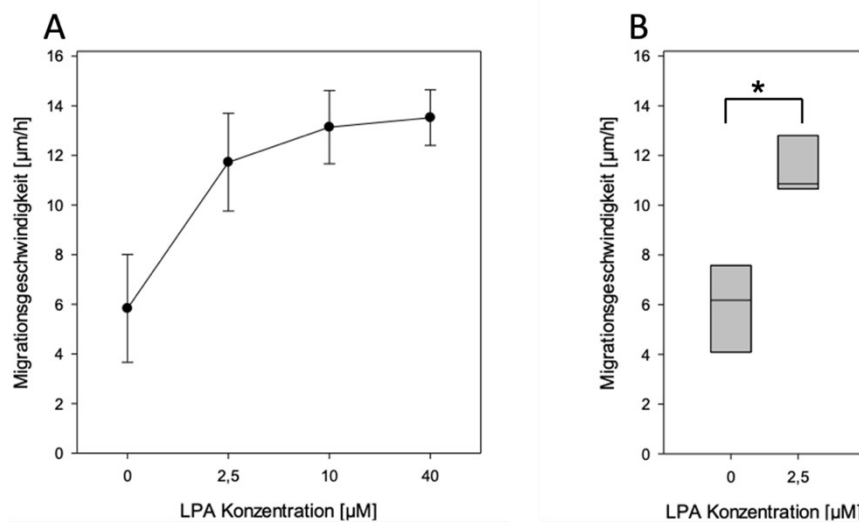 A
16
14
12
10
8
6
4
2
0
Migrationsgeschwindigkeit [µm/h]
0 2,5 10 40
LPA Konzentration [µM]
B
*
16
14
12
10
8
6
4
2
0
Migrationsgeschwindigkeit [µm/h]
0 2,5
LPA Konzentration [µM]